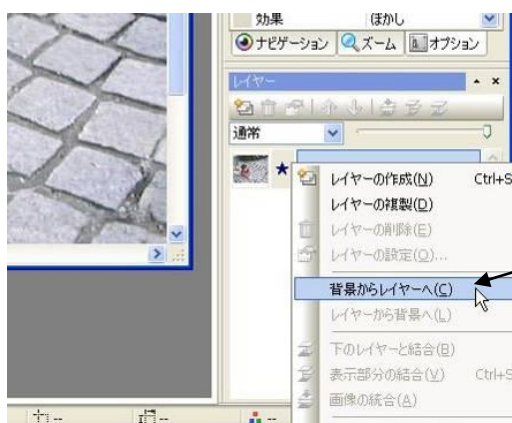 効果 ぼかし
ナビゲーション ズーム オプション
レイヤー
通常
レイヤーの作成(N) Ctrl+S
レイヤーの複製(D)
レイヤーの削除(E)
レイヤーの設定(O)...
背景からレイヤーへ(C)
レイヤーから背景へ(L)
下のレイヤーと結合(B)
表示部分の結合(V) Ctrl+S
画像の統合(A)
-- -- --